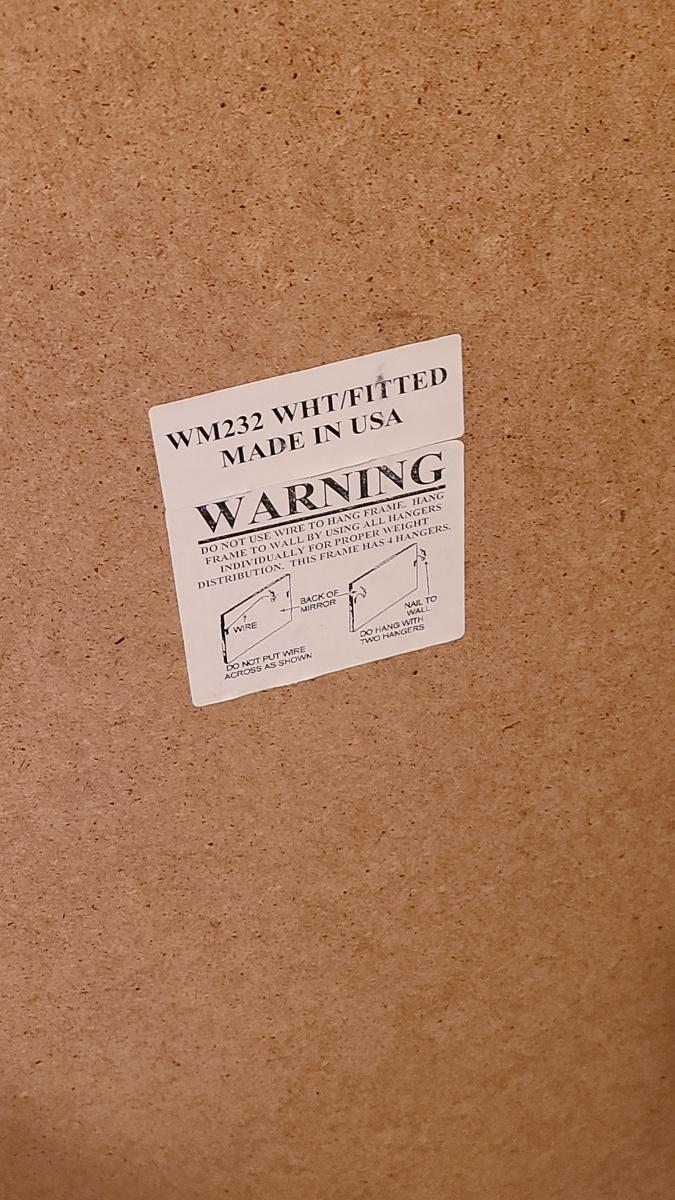 WM232 WHT/FITTED
MADE IN USA
WARNING
DO NOT USE WIRE TO HANG FRAME. HANG
FRAME TO WALL BY USING ALL HANGERS
INDIVIDUALLY FOR PROPER WEIGHT
DISTRIBUTION. THIS FRAME HAS 4 HANGERS.
WIRE
BACK OF
MIRROR
NAIL TO
WALL
DO NOT PUT WIRE
ACROSS AS SHOWN
DO HANG WITH
TWO HANGERS